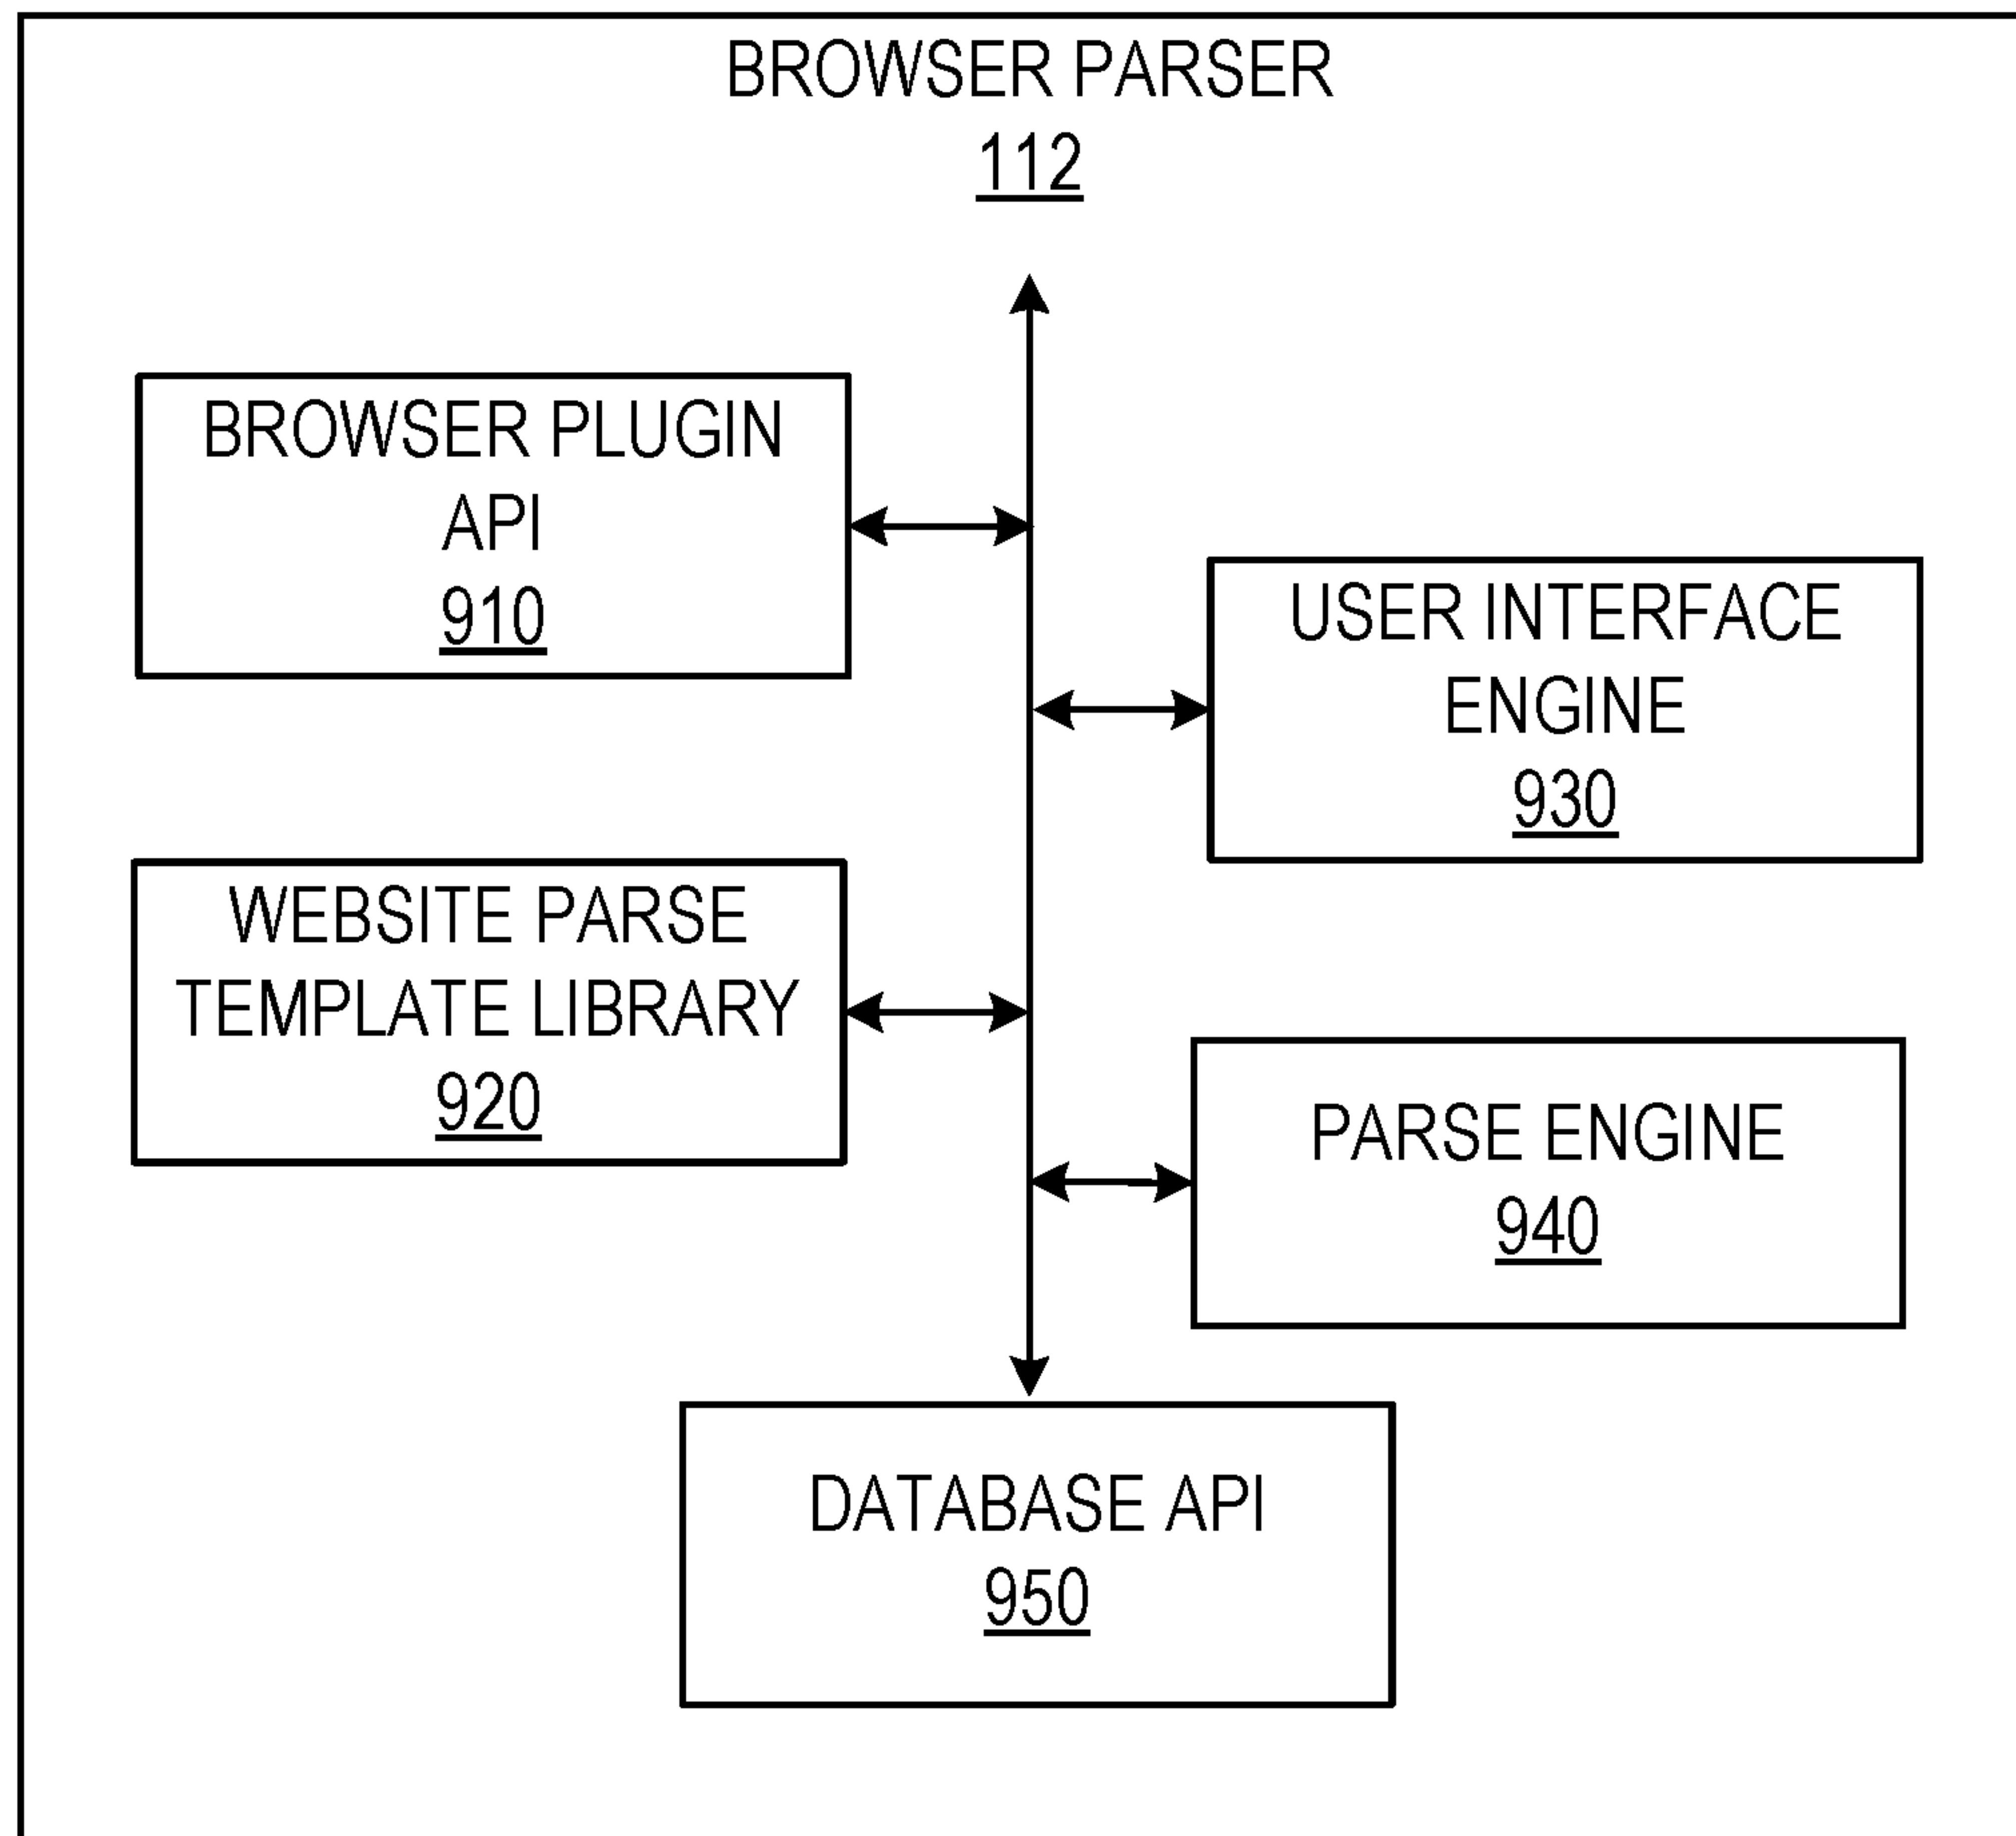 BROWSER PARSER
112
BROWSER PLUGIN
API
910
USER INTERFACE
ENGINE
930
WEBSITE PARSE
TEMPLATE LIBRARY
920
PARSE ENGINE
940
DATABASE API
950